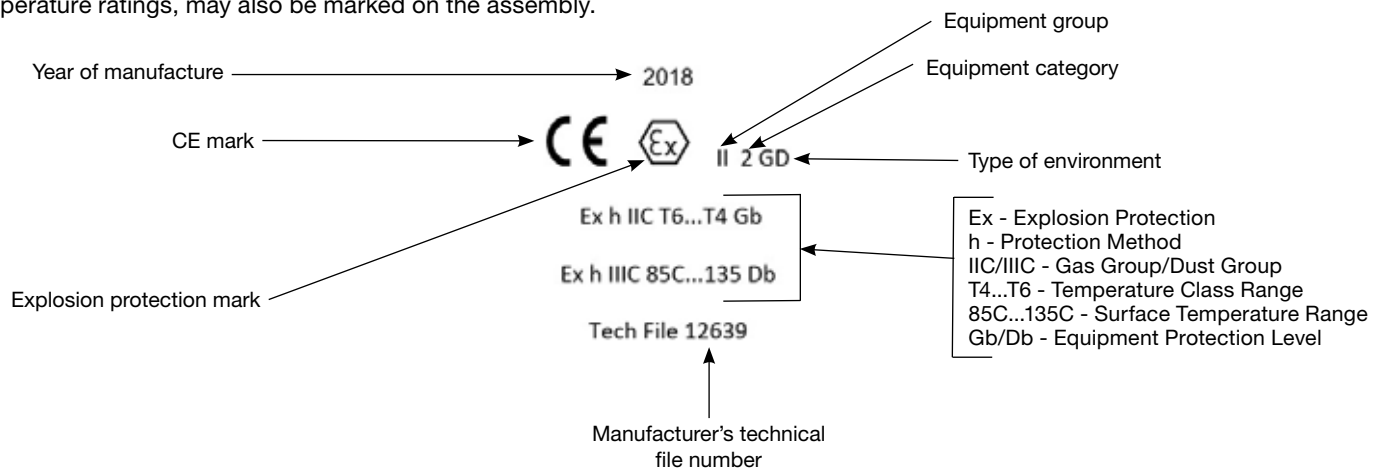 perature ratings, may also be marked on the assembly.
Equipment group
Year of manufacture
2018
Equipment category
CE mark
CE Ex II 2 GD
Type of environment
Ex h IIC T6...T4 Gb
Ex h IIIC 85C...135 Db
Ex - Explosion Protection
h - Protection Method
IIC/IIIC - Gas Group/Dust Group
T4...T6 - Temperature Class Range
85C...135C - Surface Temperature Range
Gb/Db - Equipment Protection Level
Explosion protection mark
Tech File 12639
Manufacturer's technical
file number